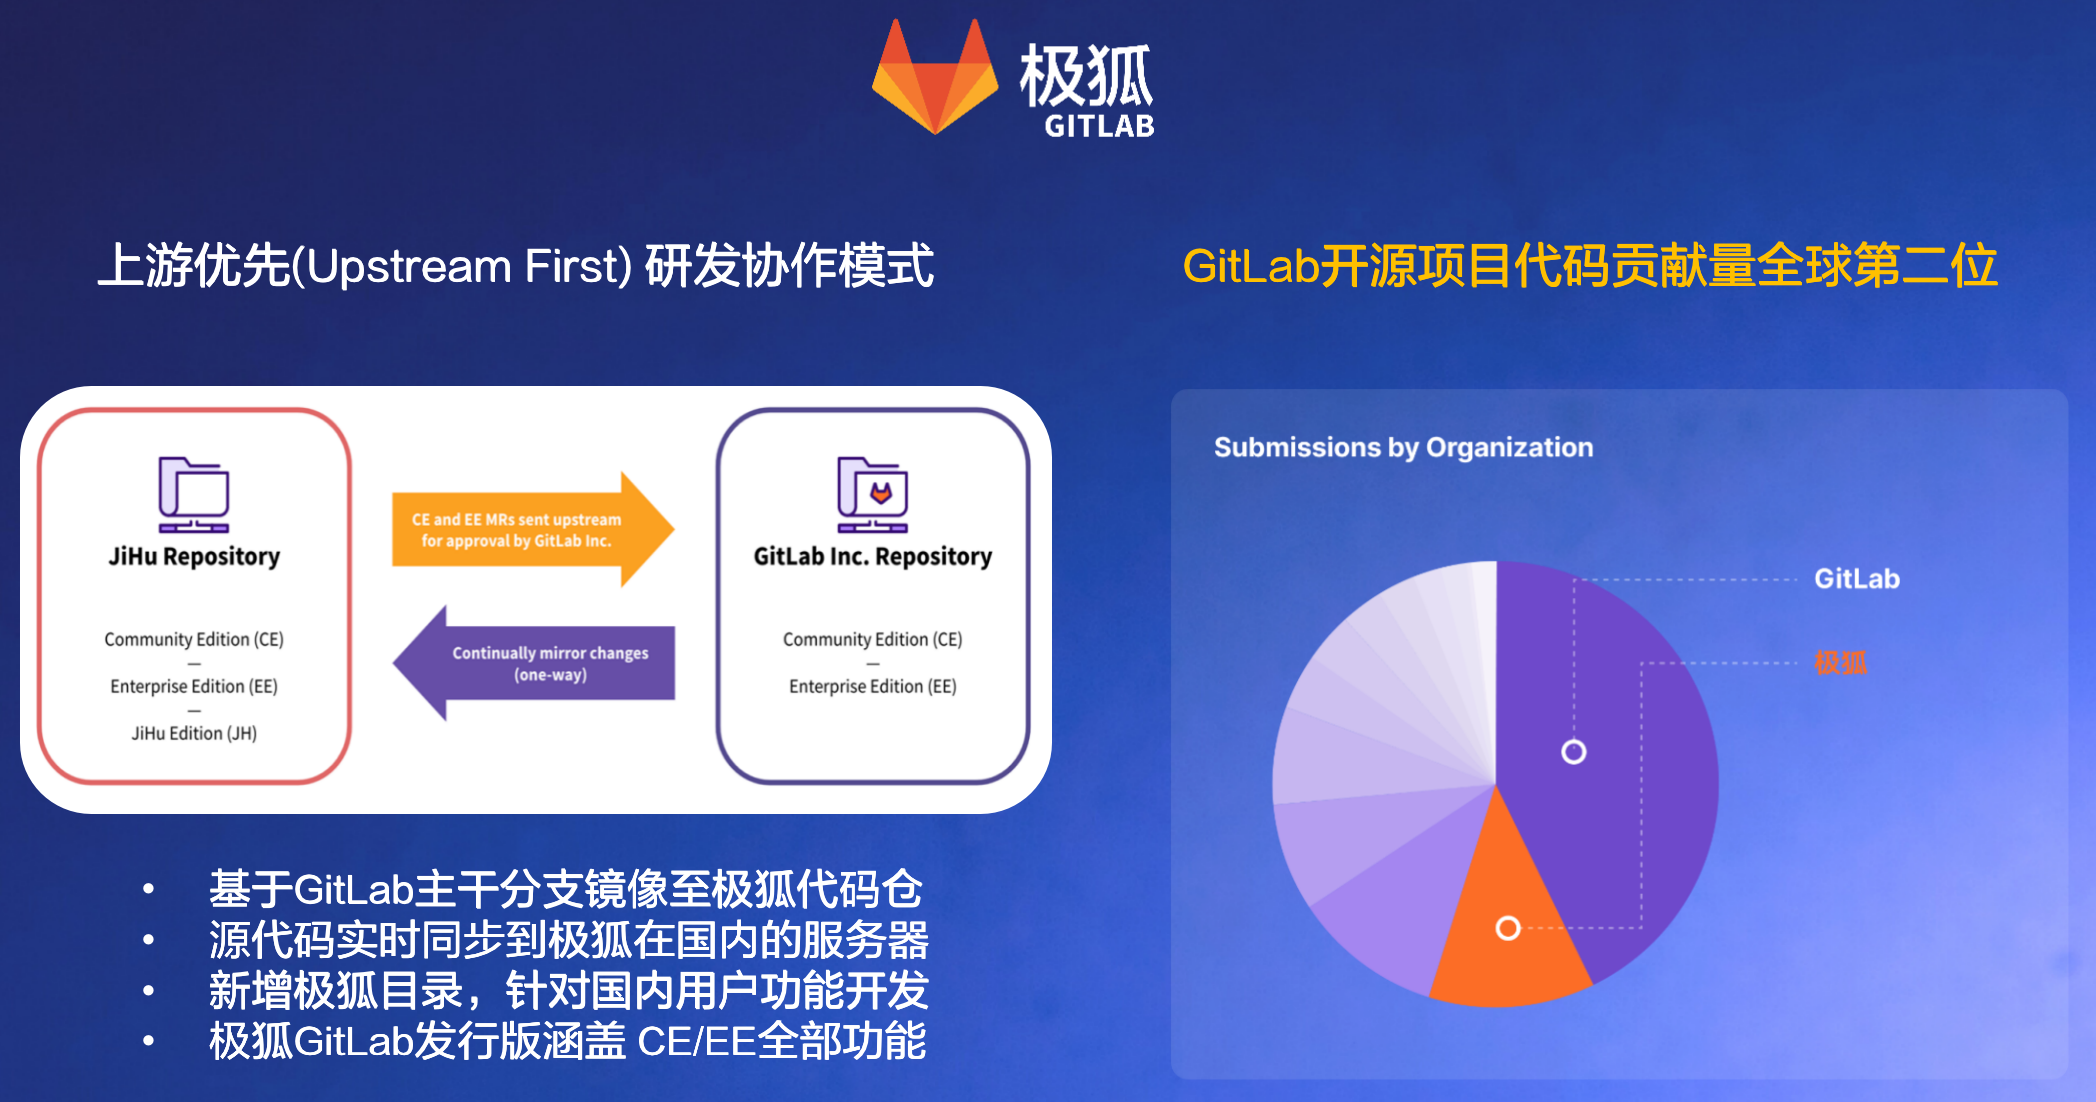 极狐
GITLAB
上游优先(Upstream First) 研发协作模式
JiHu Repository
Community Edition (CE)
—
Enterprise Edition (EE)
—
JiHu Edition (JH)
CE and EE MRs sent upstream
for approval by GitLab Inc.
Continually mirror changes
(one-way)
GitLab Inc. Repository
Community Edition (CE)
—
Enterprise Edition (EE)
• 基于GitLab主干分支镜像至极狐代码仓
• 源代码实时同步到极狐在国内的服务器
• 新增极狐目录，针对国内用户功能开发
• 极狐GitLab发行版涵盖 CE/EE全部功能
GitLab开源项目代码贡献量全球第二位
Submissions by Organization
GitLab
极狐